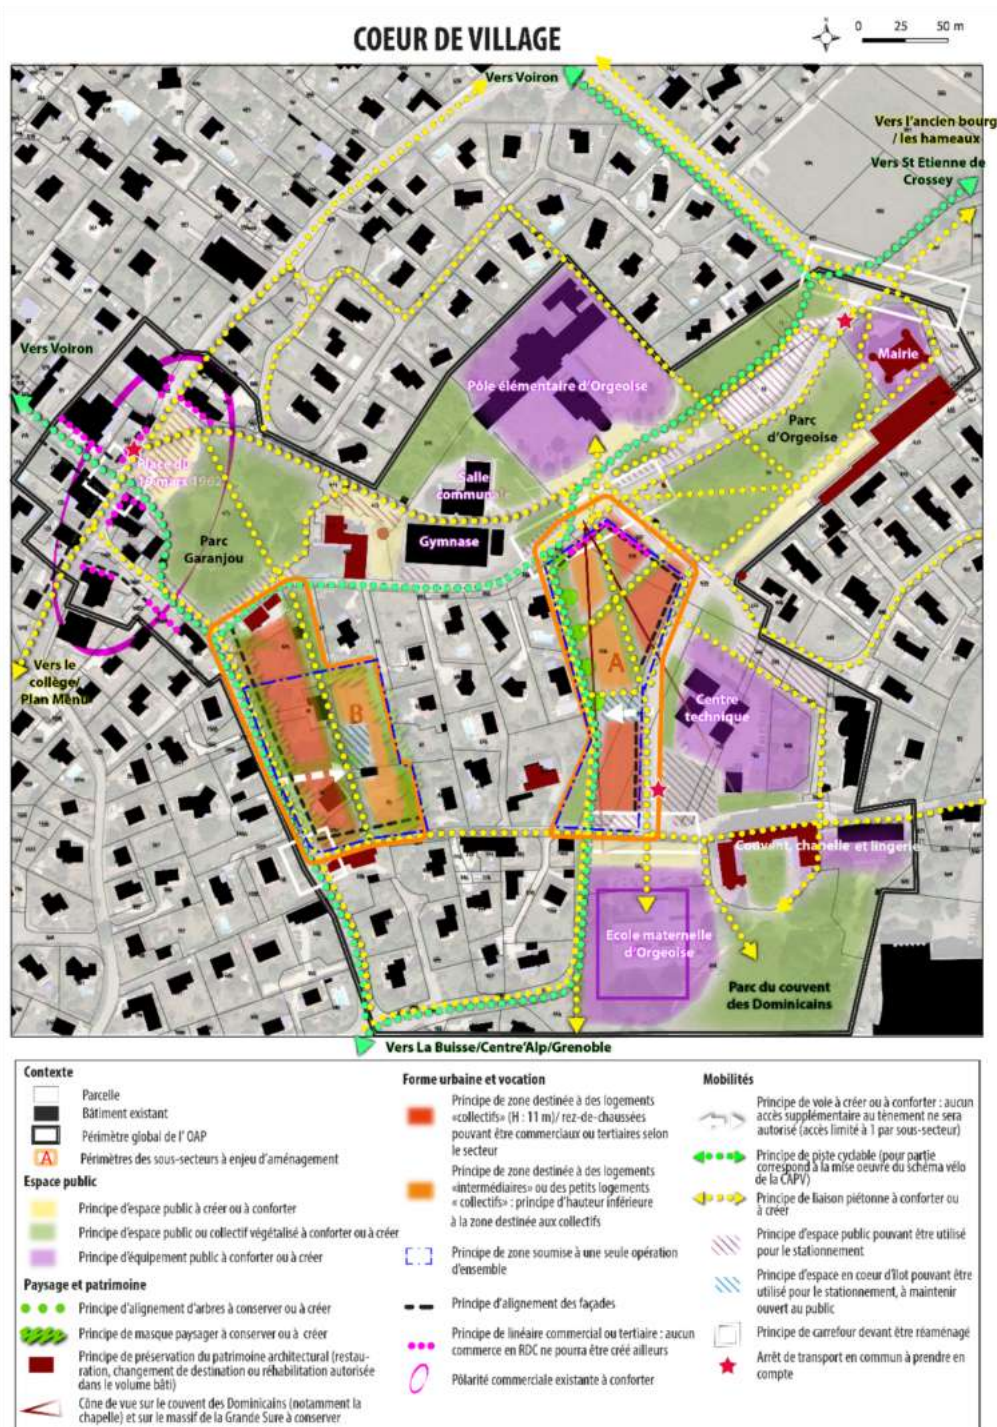 COEUR DE VILLAGE
N
0 25 50 m
Vers Voiron
Vers l'ancien bourg
/ les hameaux
Vers St Etienne de
Crossey
Vers Voiron
Mairie
Pôle élémentaire d'Orgeoise
Parc
d'Orgeoise
Place du
19 mars 1962
Salle
communale
Parc
Garanjou
Gymnase
A
Vers le
collège/
Plan Menu
B
Centre
technique
Couvent, chapelle et lingerie
Ecole maternelle
d'Orgeoise
Parc du couvent
des Dominicains
Vers La Buisse/Centre'Alp/Grenoble
Contexte
Parcelle
Bâtiment existant
Périmètre global de l' OAP
A
Périmètres des sous-secteurs à enjeu d'aménagement
Espace public
Principe d'espace public à créer ou à conforter
Principe d'espace public ou collectif végétalisé à conforter ou à créer
Principe d'équipement public à conforter ou à créer
Paysage et patrimoine
Principe d'alignement d'arbres à conserver ou à créer
Principe de masque paysager à conserver ou à créer
Principe de préservation du patrimoine architectural (restau-
ration, changement de destination ou réhabilitation autorisée
dans le volume bâti)
Cône de vue sur le couvent des Dominicains (notamment la
chapelle) et sur le massif de la Grande Sure à conserver
Forme urbaine et vocation
Principe de zone destinée à des logements
«collectifs» (H : 11 m)/ rez-de-chaussées
pouvant être commerciaux ou tertiaires selon
le secteur
Principe de zone destinée à des logements
«intermédiaires» ou des petits logements
« collectifs» : principe d'hauteur inférieure
à la zone destinée aux collectifs
Principe de zone soumise à une seule opération
d'ensemble
Principe d'alignement des façades
Principe de linéaire commercial ou tertiaire : aucun
commerce en RDC ne pourra être créé ailleurs
Pôlarité commerciale existante à conforter
Mobilités
Principe de voie à créer ou à conforter : aucun
accès supplémentaire au tènement ne sera
autorisé (accès limité à 1 par sous-secteur)
Principe de piste cyclable (pour partie
correspond à la mise oeuvre du schéma vélo
de la CAPV)
Principe de liaison piétonne à conforter ou
à créer
Principe d'espace public pouvant être utilisé
pour le stationnement
Principe d'espace en coeur d'îlot pouvant être
utilisé pour le stationnement, à maintenir
ouvert au public
Principe de carrefour devant être réaménagé
Arrêt de transport en commun à prendre en
compte